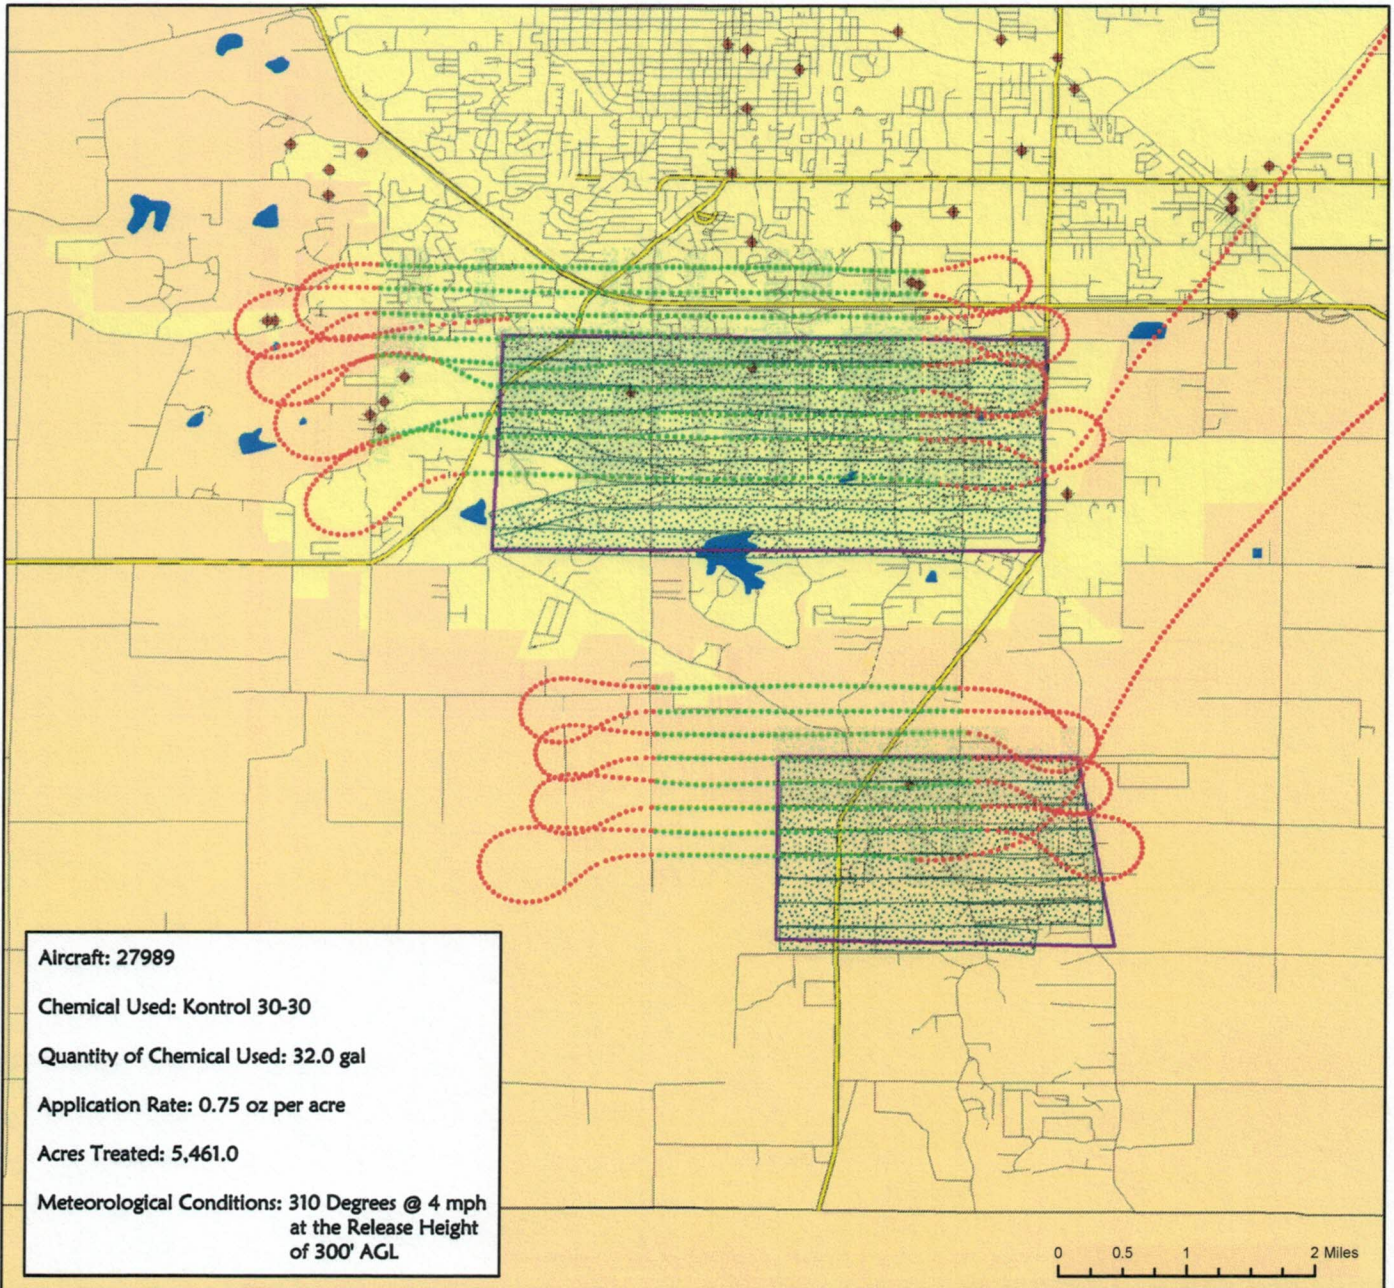 Aircraft: 27989
Chemical Used: Kontrol 30-30
Quantity of Chemical Used: 32.0 gal
Application Rate: 0.75 oz per acre
Acres Treated: 5,461.0
Meteorological Conditions: 310 Degrees @ 4 mph
at the Release Height
of 300' AGL
0 0.5 1 2 Miles